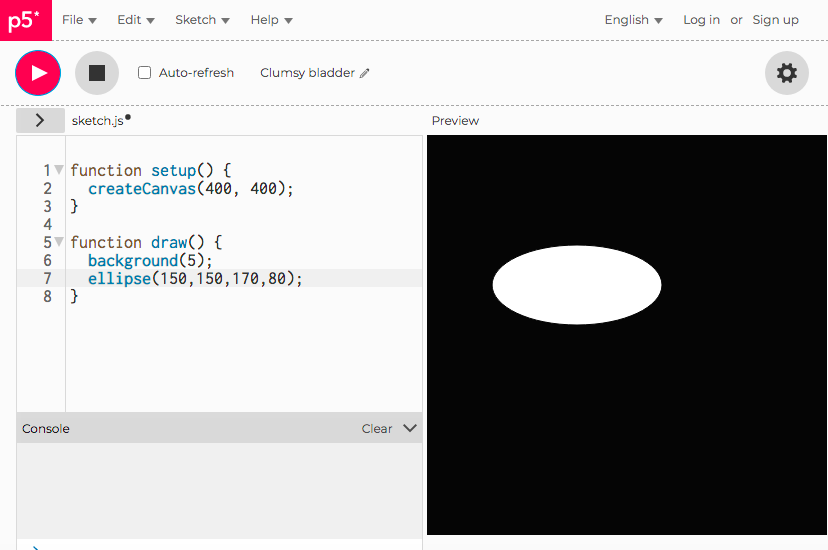 p5* File Edit Sketch Help English Log in or Sign up
Auto-refresh Clumsy bladder
sketch.js Preview
1 function setup() {
2 createCanvas(400, 400);
3 }
4
5 function draw() {
6 background(5);
7 ellipse(150,150,170,80);
8 }
Console Clear